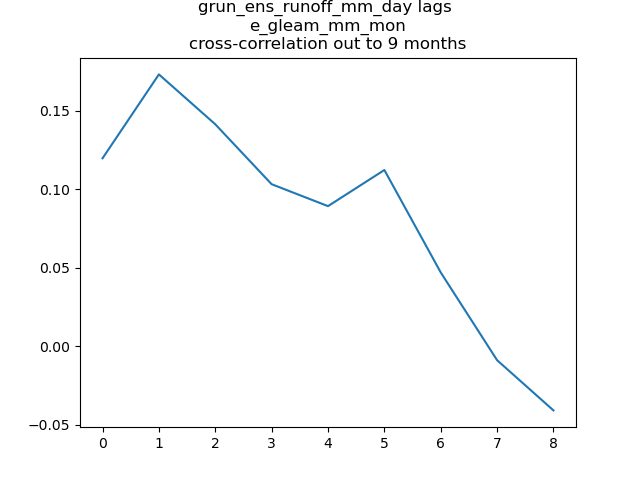 grun_ens_runoff_mm_day lags
e_gleam_mm_mon
cross-correlation out to 9 months
0.15
0.10
0.05
0.00
−0.05
0 1 2 3 4 5 6 7 8